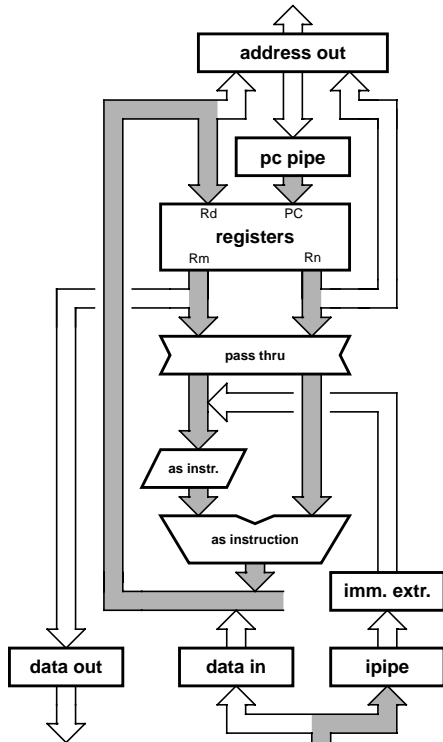 address out
pc pipe
Rd PC
registers
Rm Rn
pass thru
as instr.
as instruction
imm. extr.
data out data in ipipe